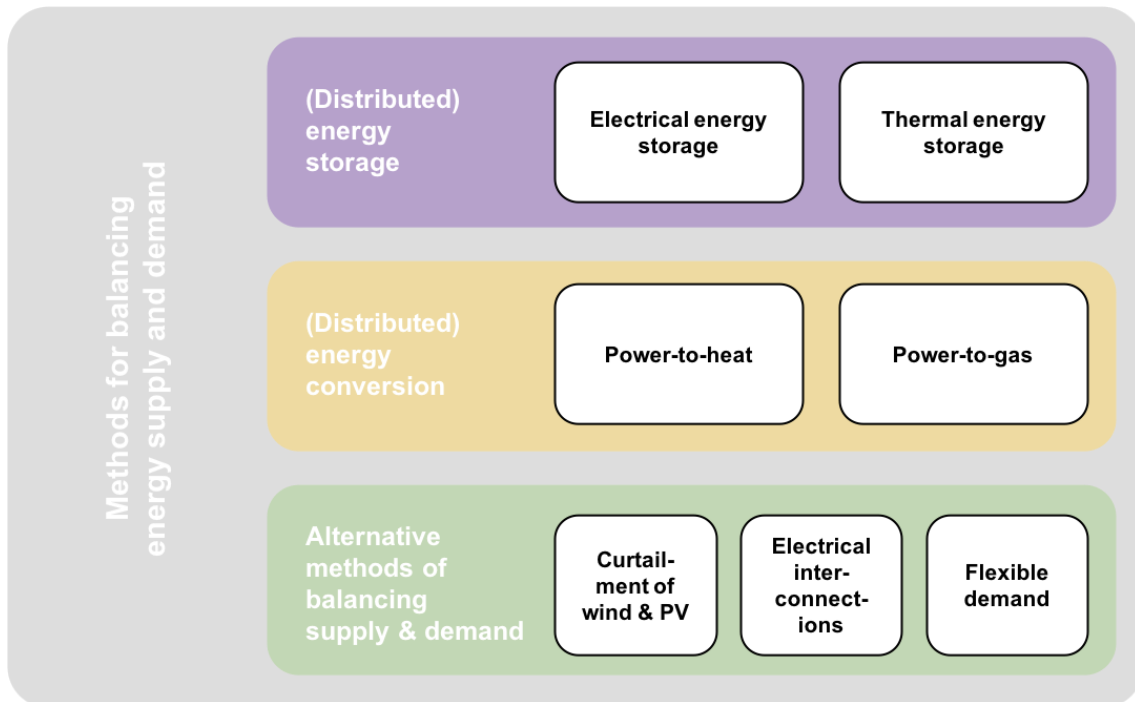 Methods for balancing
energy supply and demand
(Distributed)
energy
storage
Electrical energy
storage
Thermal energy
storage
(Distributed)
energy
conversion
Power-to-heat
Power-to-gas
Alternative
methods of
balancing
supply & demand
Curtail-
ment of
wind & PV
Electrical
inter-
connect-
ions
Flexible
demand